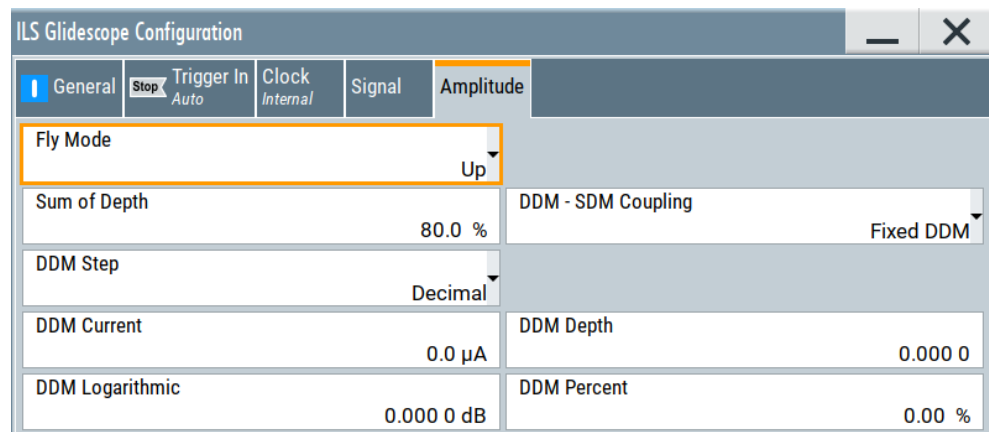 ILS Glidescope Configuration
General
Stop
Trigger In
Auto
Clock
Internal
Signal
Amplitude
Fly Mode
Up
Sum of Depth
80.0 %
DDM - SDM Coupling
Fixed DDM
DDM Step
Decimal
DDM Current
0.0 µA
DDM Depth
0.000 0
DDM Logarithmic
0.000 0 dB
DDM Percent
0.00 %